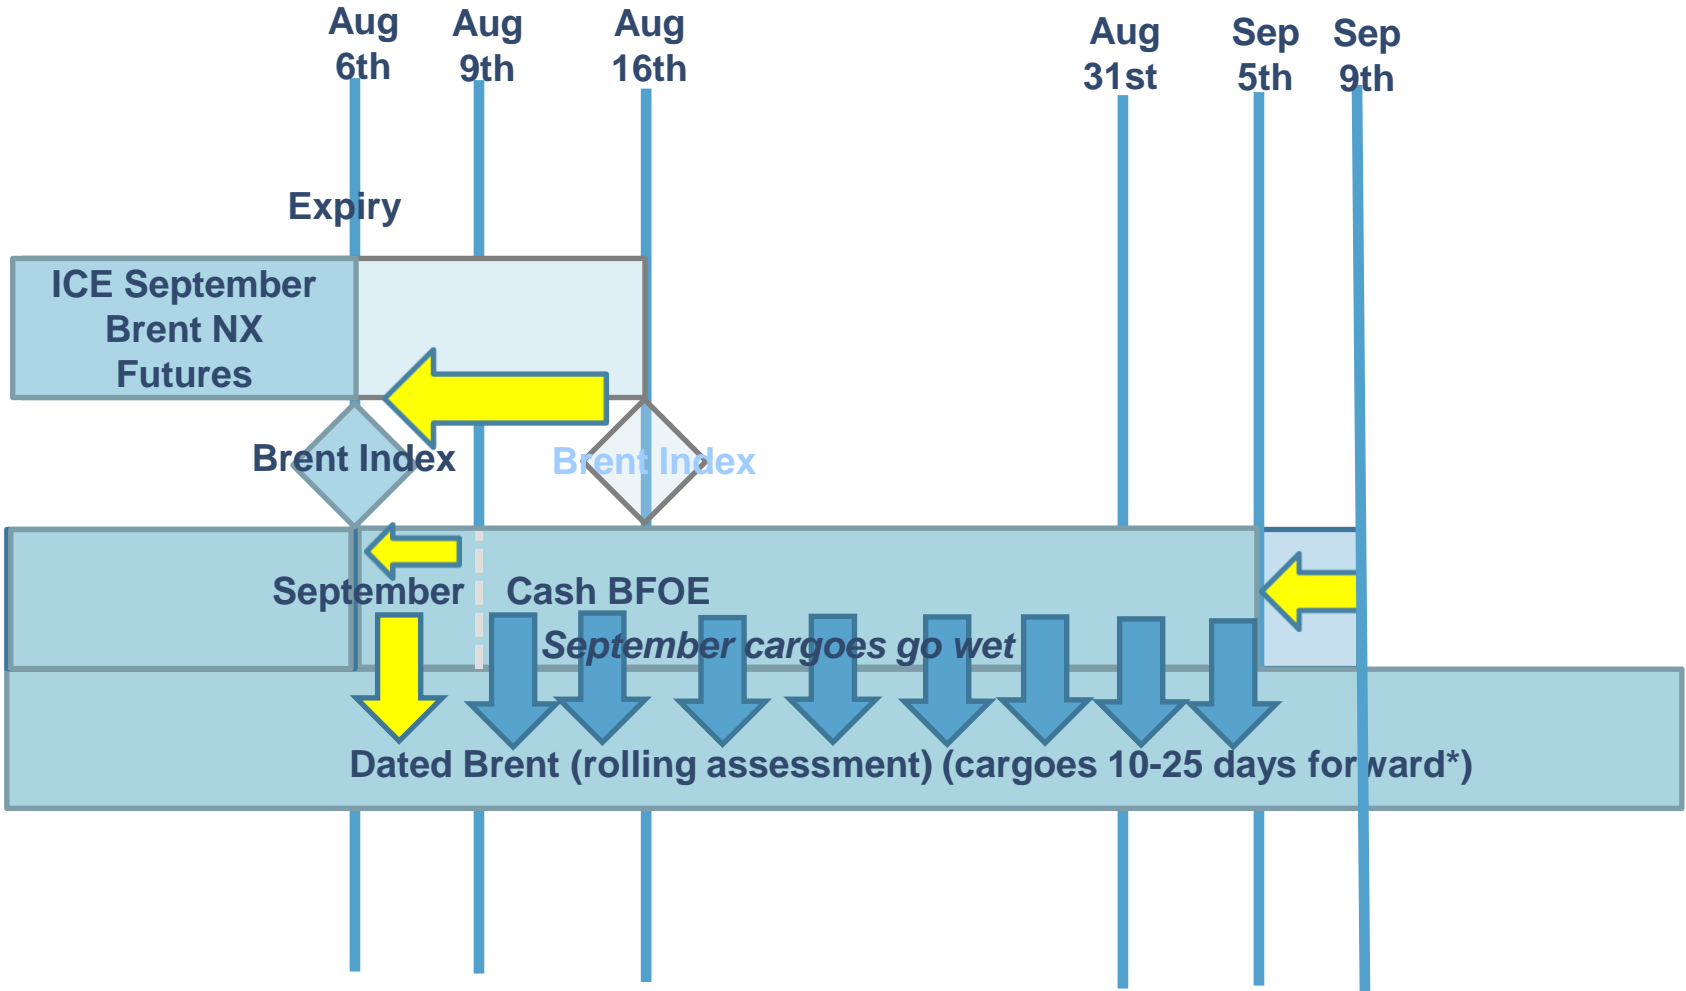 Aug
6th
Aug
9th
Aug
16th
Aug
31st
Sep
5th
Sep
9th
Expiry
ICE September
Brent NX
Futures
Brent Index
Brent Index
September
Cash BFOE
September cargoes go wet
Dated Brent (rolling assessment) (cargoes 10-25 days forward*)